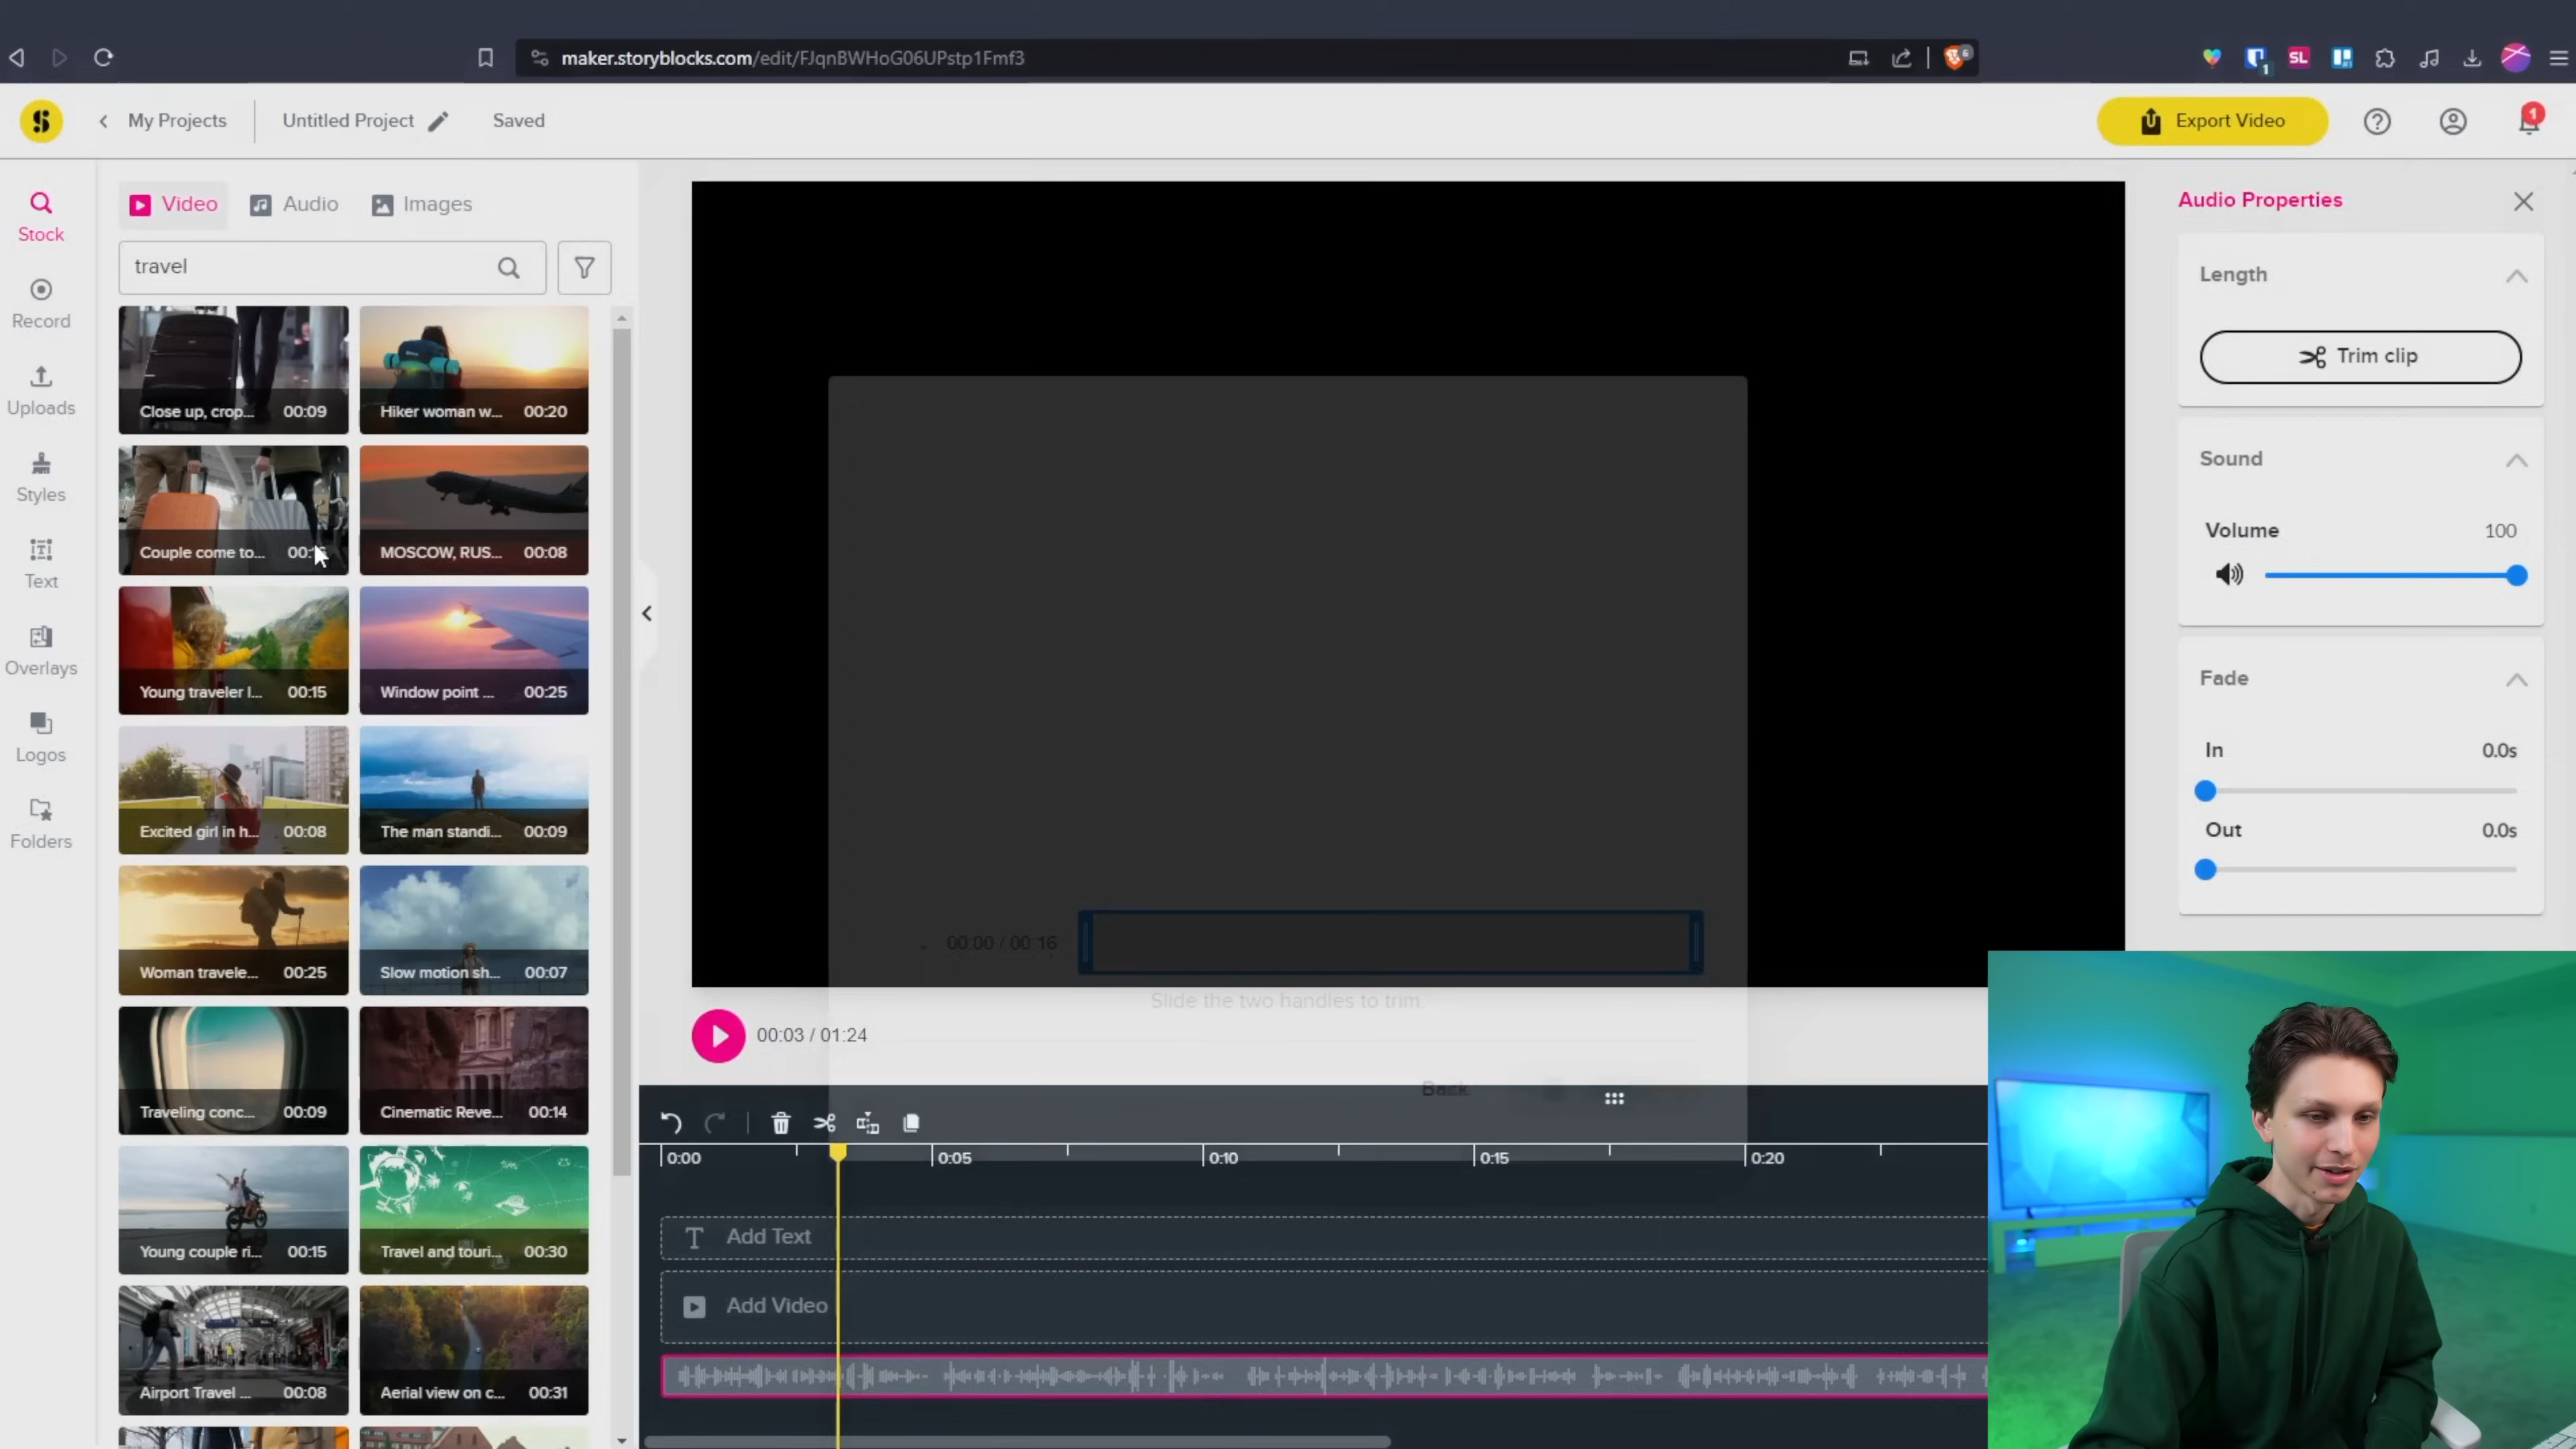 maker.storyblocks.com/edit/FJqnBWHoG06UPstp1Fmf3
6
1
SL
My Projects
Untitled Project
Saved
Export Video
1
Stock
Record
Uploads
Styles
Text
Overlays
Logos
Folders
Video
Audio
Images
travel
Close up, crop... 00:09
Hiker woman w... 00:20
Couple come to...
MOSCOW, RUS... 00:08
Young traveler l... 00:15
Window point ... 00:25
Excited girl in h... 00:08
The man standi... 00:09
Woman travele... 00:25
Slow motion sh... 00:07
Traveling conc... 00:09
Cinematic Reve... 00:14
Young couple ri... 00:15
Travel and touri... 00:30
Airport Travel ... 00:08
Aerial view on c... 00:31
00:00 / 00:16
Slide the two handles to trim.
Back
00:03 / 01:24
0:00
0:05
0:10
0:15
0:20
Add Text
Add Video
Audio Properties
Length
Trim clip
Sound
Volume 100
Fade
In 0.0s
Out 0.0s